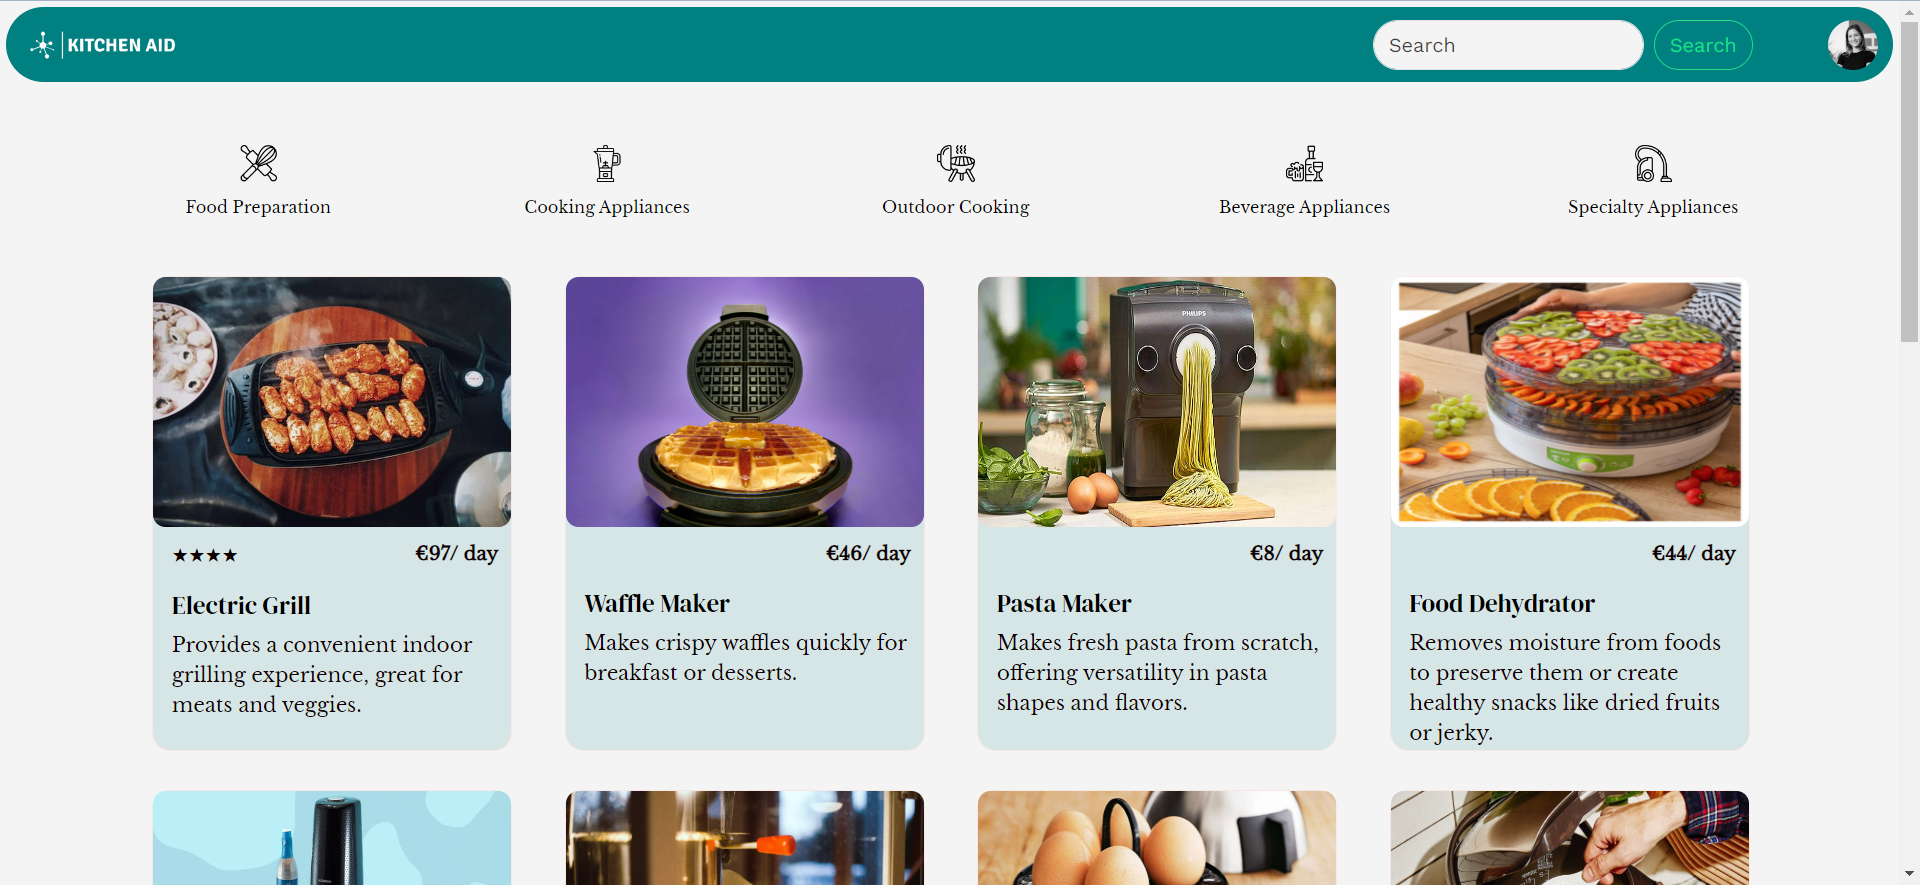 KITCHEN AID
Search
Search
Food Preparation
Cooking Appliances
Outdoor Cooking
Beverage Appliances
Specialty Appliances
PHILIPS
★★★★
€97/ day
Electric Grill
Provides a convenient indoor
grilling experience, great for
meats and veggies.
€46/ day
Waffle Maker
Makes crispy waffles quickly for
breakfast or desserts.
€8/ day
Pasta Maker
Makes fresh pasta from scratch,
offering versatility in pasta
shapes and flavors.
€44/ day
Food Dehydrator
Removes moisture from foods
to preserve them or create
healthy snacks like dried fruits
or jerky.